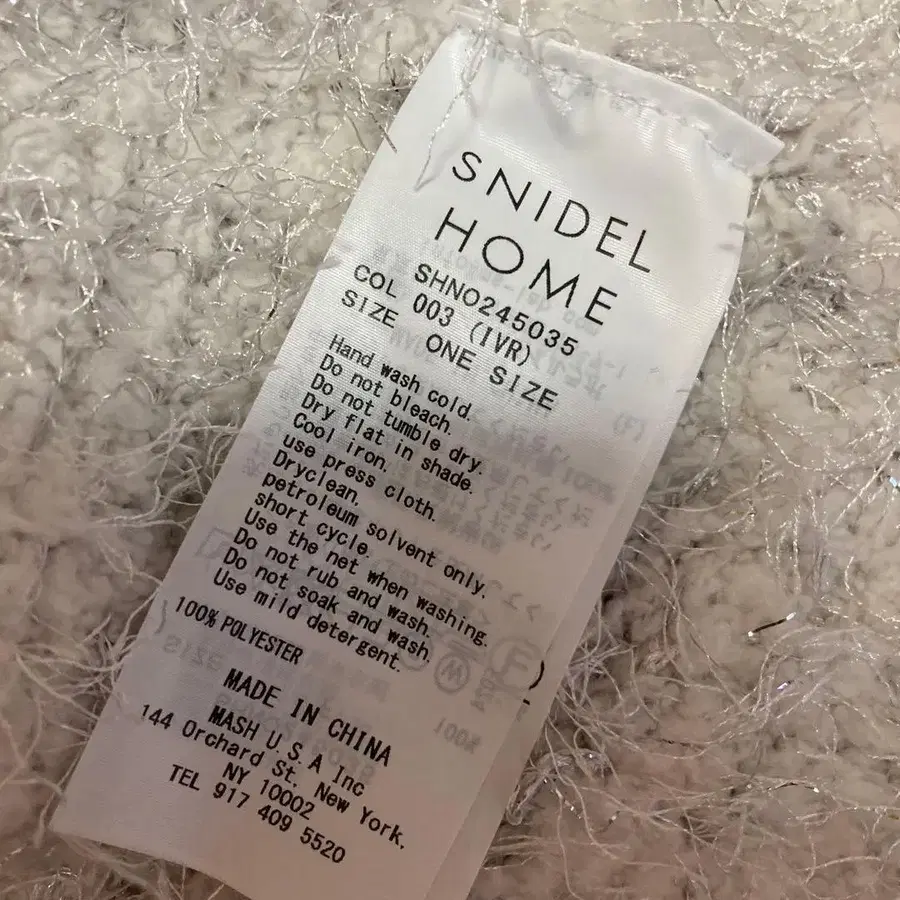 SNIDEL
HOME
SHNO245035
COL 003 (IVR)
SIZE ONE SIZE
Hand wash cold.
Do not bleach.
Do not tumble dry.
Dry flat in shade.
Cool iron.
use press cloth.
Dryclean,
petroleum solvent only.
short cycle.
Use the net when washing.
Do not rub and wash.
Do not soak and wash.
Use mild detergent.
100% POLYESTER
MADE IN CHINA
MASH U.S.A Inc
144 Orchard St. New York,
NY 10002
TEL 917 409 5520